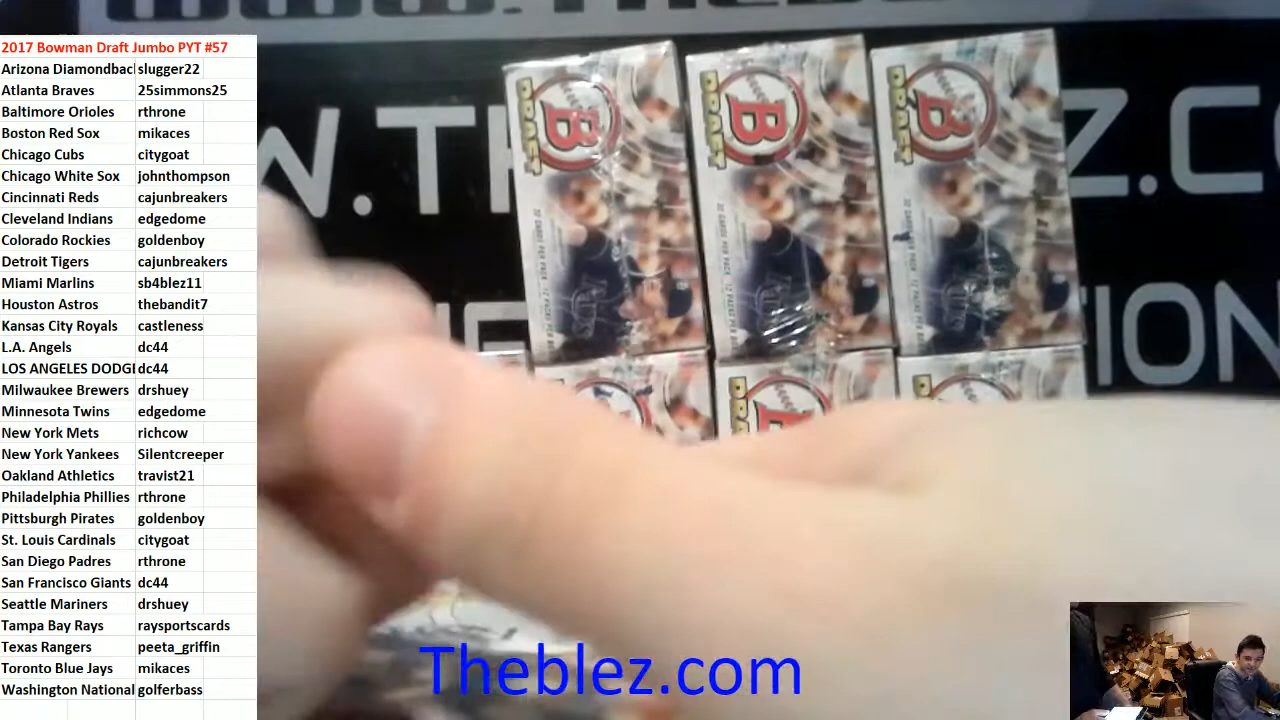 2017 Bowman Draft Jumbo PYT #57
Arizona Diamondbac slugger22
Atlanta Braves 25simmons25
Baltimore Orioles rthrone
Boston Red Sox mikaces
Chicago Cubs citygoat
Chicago White Sox johnthompson
Cincinnati Reds cajunbreakers
Cleveland Indians edgedome
Colorado Rockies goldenboy
Detroit Tigers cajunbreakers
Miami Marlins sb4blez11
Houston Astros thebandit7
Kansas City Royals castleness
L.A. Angels dc44
LOS ANGELES DODG dc44
Milwaukee Brewers drshuey
Minnesota Twins edgedome
New York Mets richcow
New York Yankees Silentcreeper
Oakland Athletics travist21
Philadelphia Phillies rthrone
Pittsburgh Pirates goldenboy
St. Louis Cardinals citygoat
San Diego Padres rthrone
San Francisco Giants dc44
Seattle Mariners drshuey
Tampa Bay Rays raysportscards
Texas Rangers peeta_griffin
Toronto Blue Jays mikaces
Washington National golferbass
W.TH
Z.C
TION
B DRAFT
B DRAFT
B DRAFT
Theblez.com